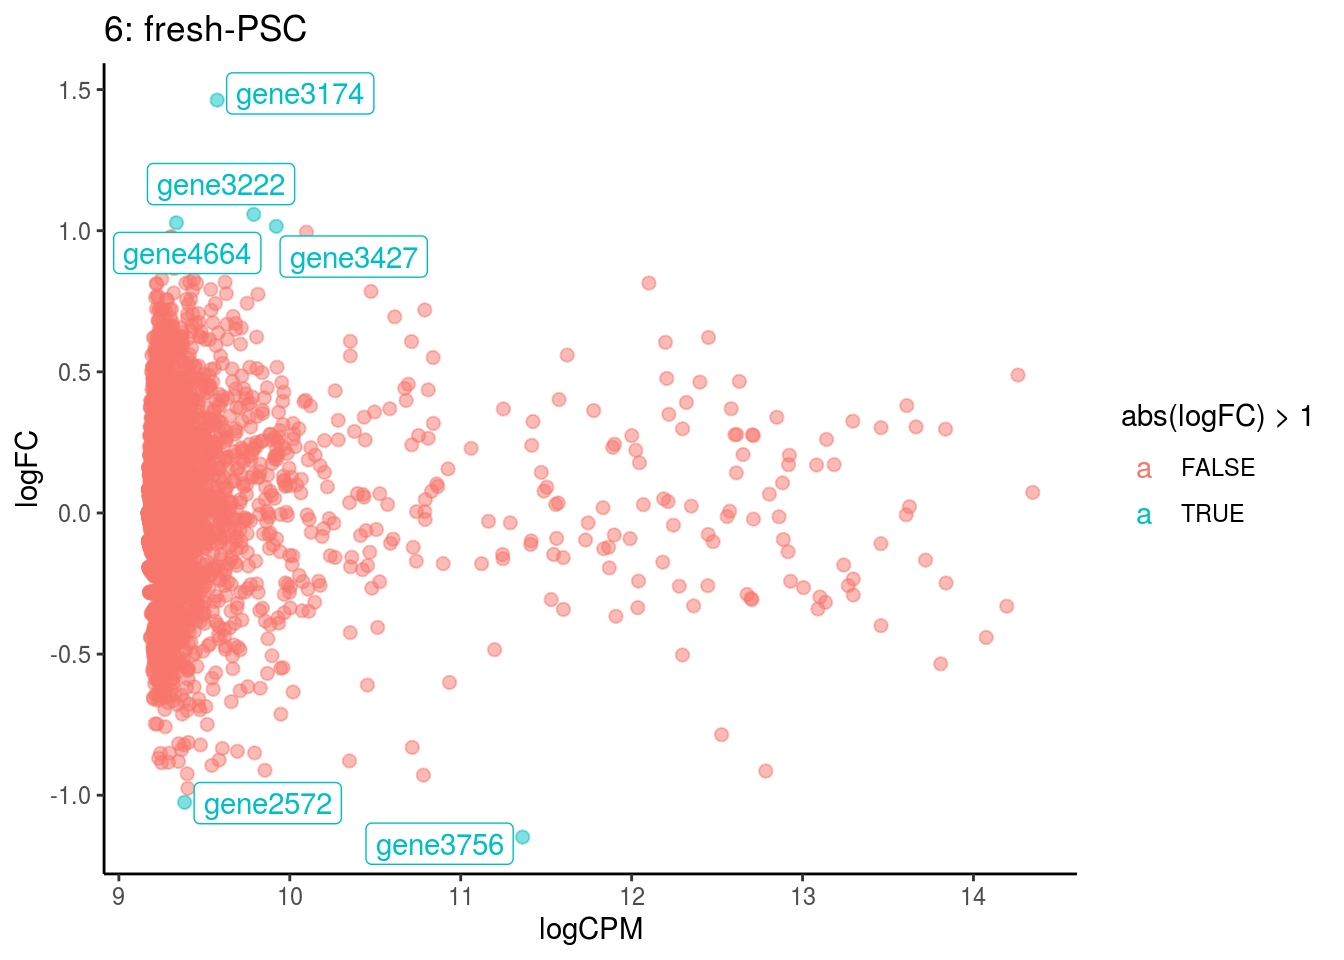 6: fresh-PSC
1.5
1.0
0.5
0.0
-0.5
-1.0
logFC
gene3174
gene3222
gene4664
gene3427
gene2572
gene3756
9 10 11 12 13 14
logCPM
abs(logFC) > 1
a FALSE
a TRUE